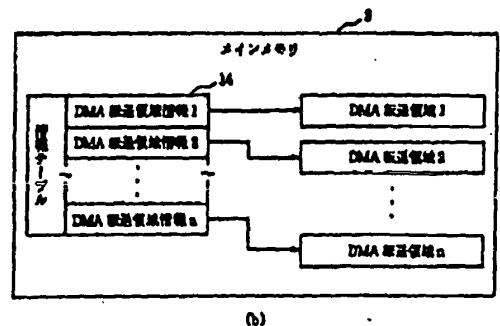 3
メインメモリ
14
情報テーブル
DMA 転送領域情報1
DMA 転送領域情報2
DMA 転送領域情報n
DMA 転送領域1
DMA 転送領域2
DMA 転送領域n
(b)